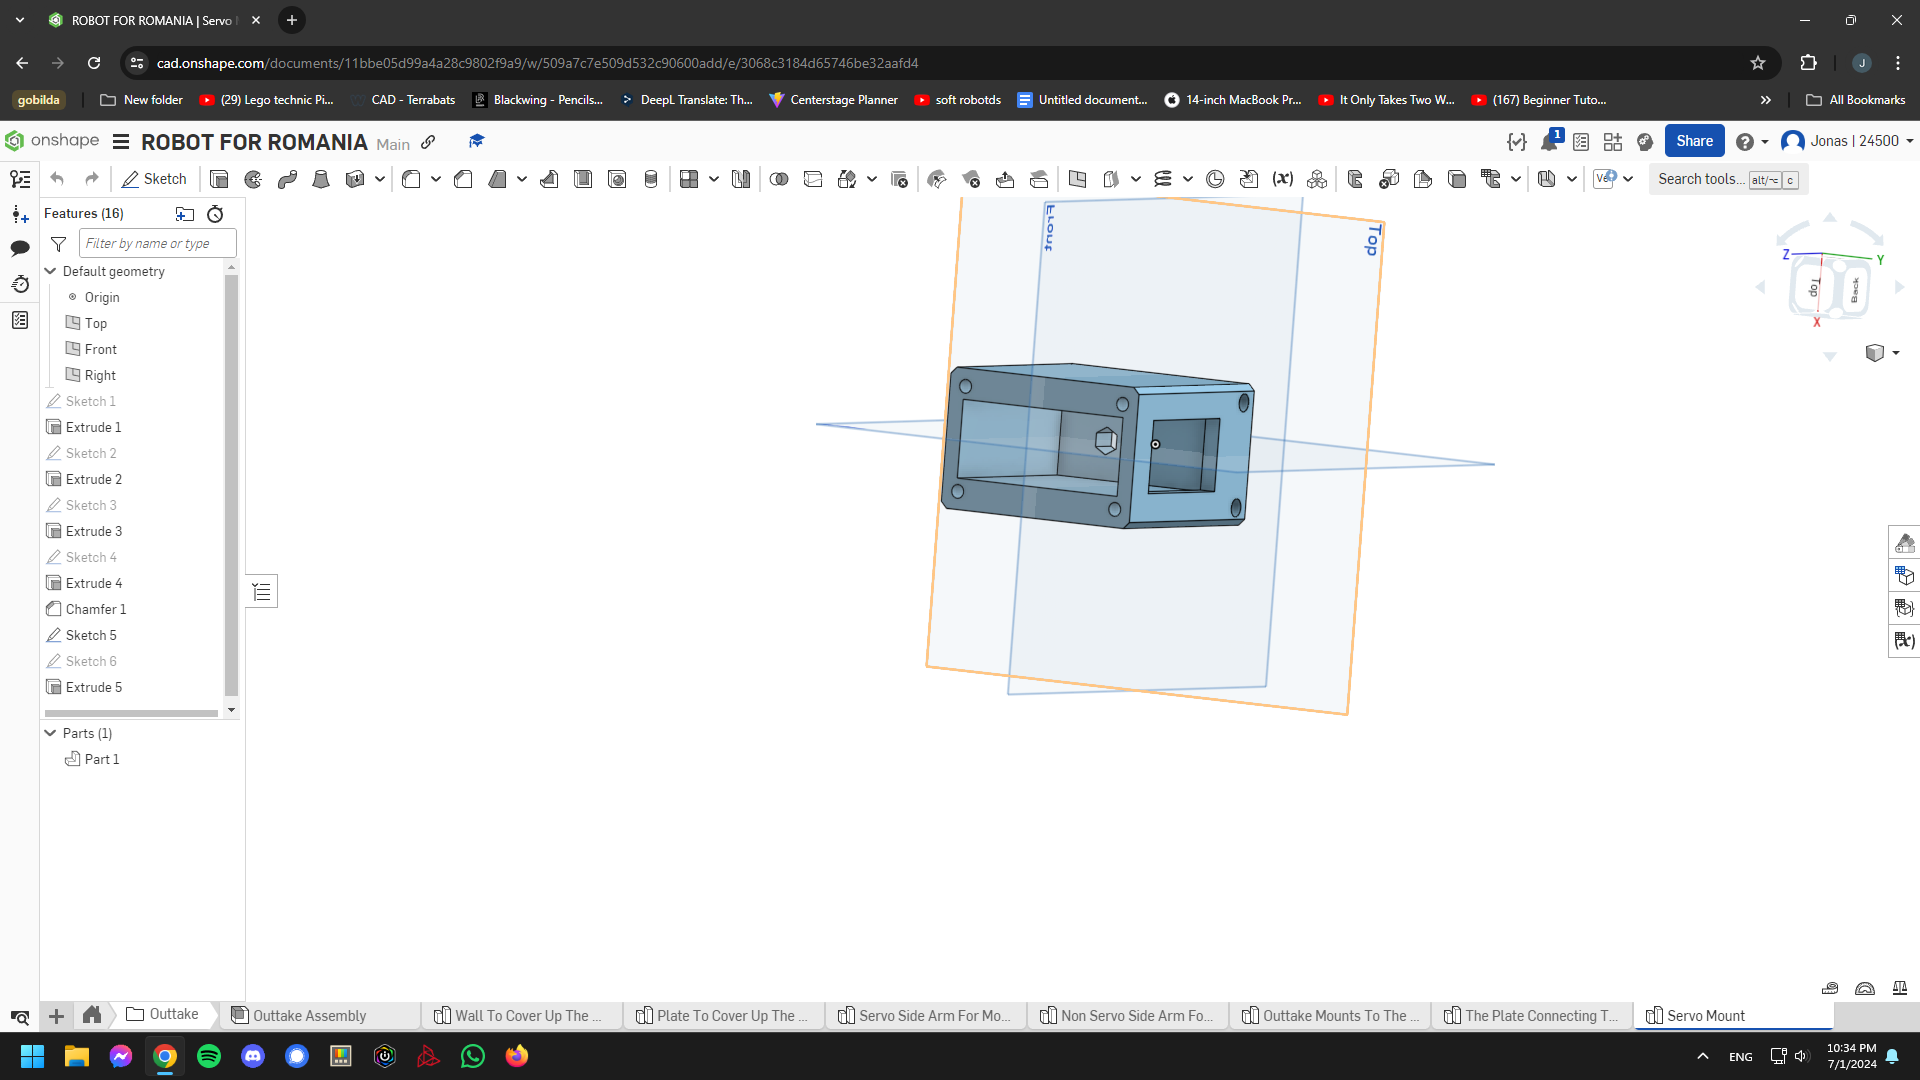 ROBOT FOR ROMANIA | Servo
cad.onshape.com/documents/11bbe05d99a4a28c9802f9a9/w/509a7c7e509d532c90600add/e/3068c3184d65746be32aafd4
J
gobilda
New folder
(29) Lego technic Pi...
CAD - Terrabats
Blackwing - Pencils...
DeepL Translate: Th...
Centerstage Planner
soft robotds
Untitled document...
14-inch MacBook Pr...
It Only Takes Two W...
(167) Beginner Tuto...
All Bookmarks
onshape
ROBOT FOR ROMANIA
Main
1
Share
Jonas | 24500
Sketch
Search tools...
alt/⌥
c
Features (16)
Filter by name or type
Default geometry
Origin
Top
Front
Right
Sketch 1
Extrude 1
Sketch 2
Extrude 2
Sketch 3
Extrude 3
Sketch 4
Extrude 4
Chamfer 1
Sketch 5
Sketch 6
Extrude 5
Parts (1)
Part 1
Front
Top
Z
Y
Top
Back
X
Outtake
Outtake Assembly
Wall To Cover Up The ...
Plate To Cover Up The ...
Servo Side Arm For Mo...
Non Servo Side Arm Fo...
Outtake Mounts To The ...
The Plate Connecting T...
Servo Mount
ENG
10:34 PM
7/1/2024